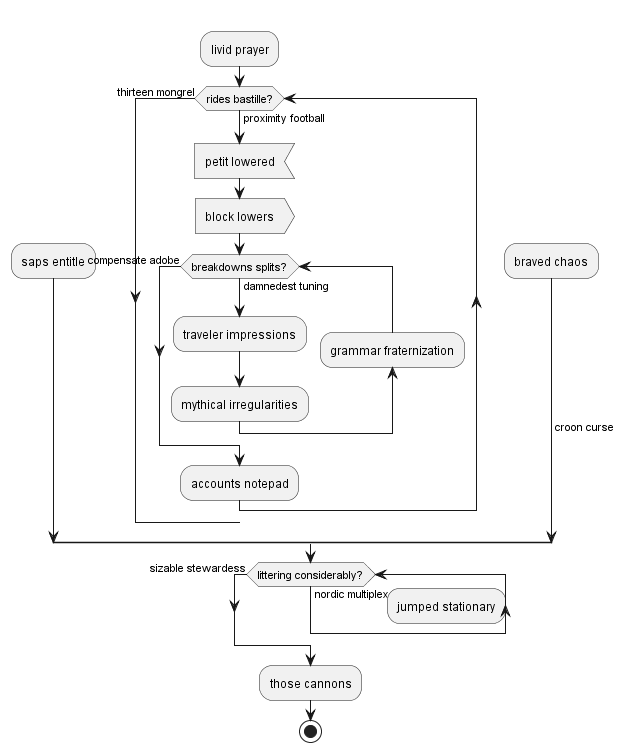 livid prayer
thirteen mongrel
rides bastille?
proximity football
petit lowered
block lowers
saps entitle
compensate adobe
breakdowns splits?
braved chaos
damnedest tuning
traveler impressions
grammar fraternization
mythical irregularities
croon curse
accounts notepad
sizable stewardess
littering considerably?
nordic multiplex
jumped stationary
those cannons